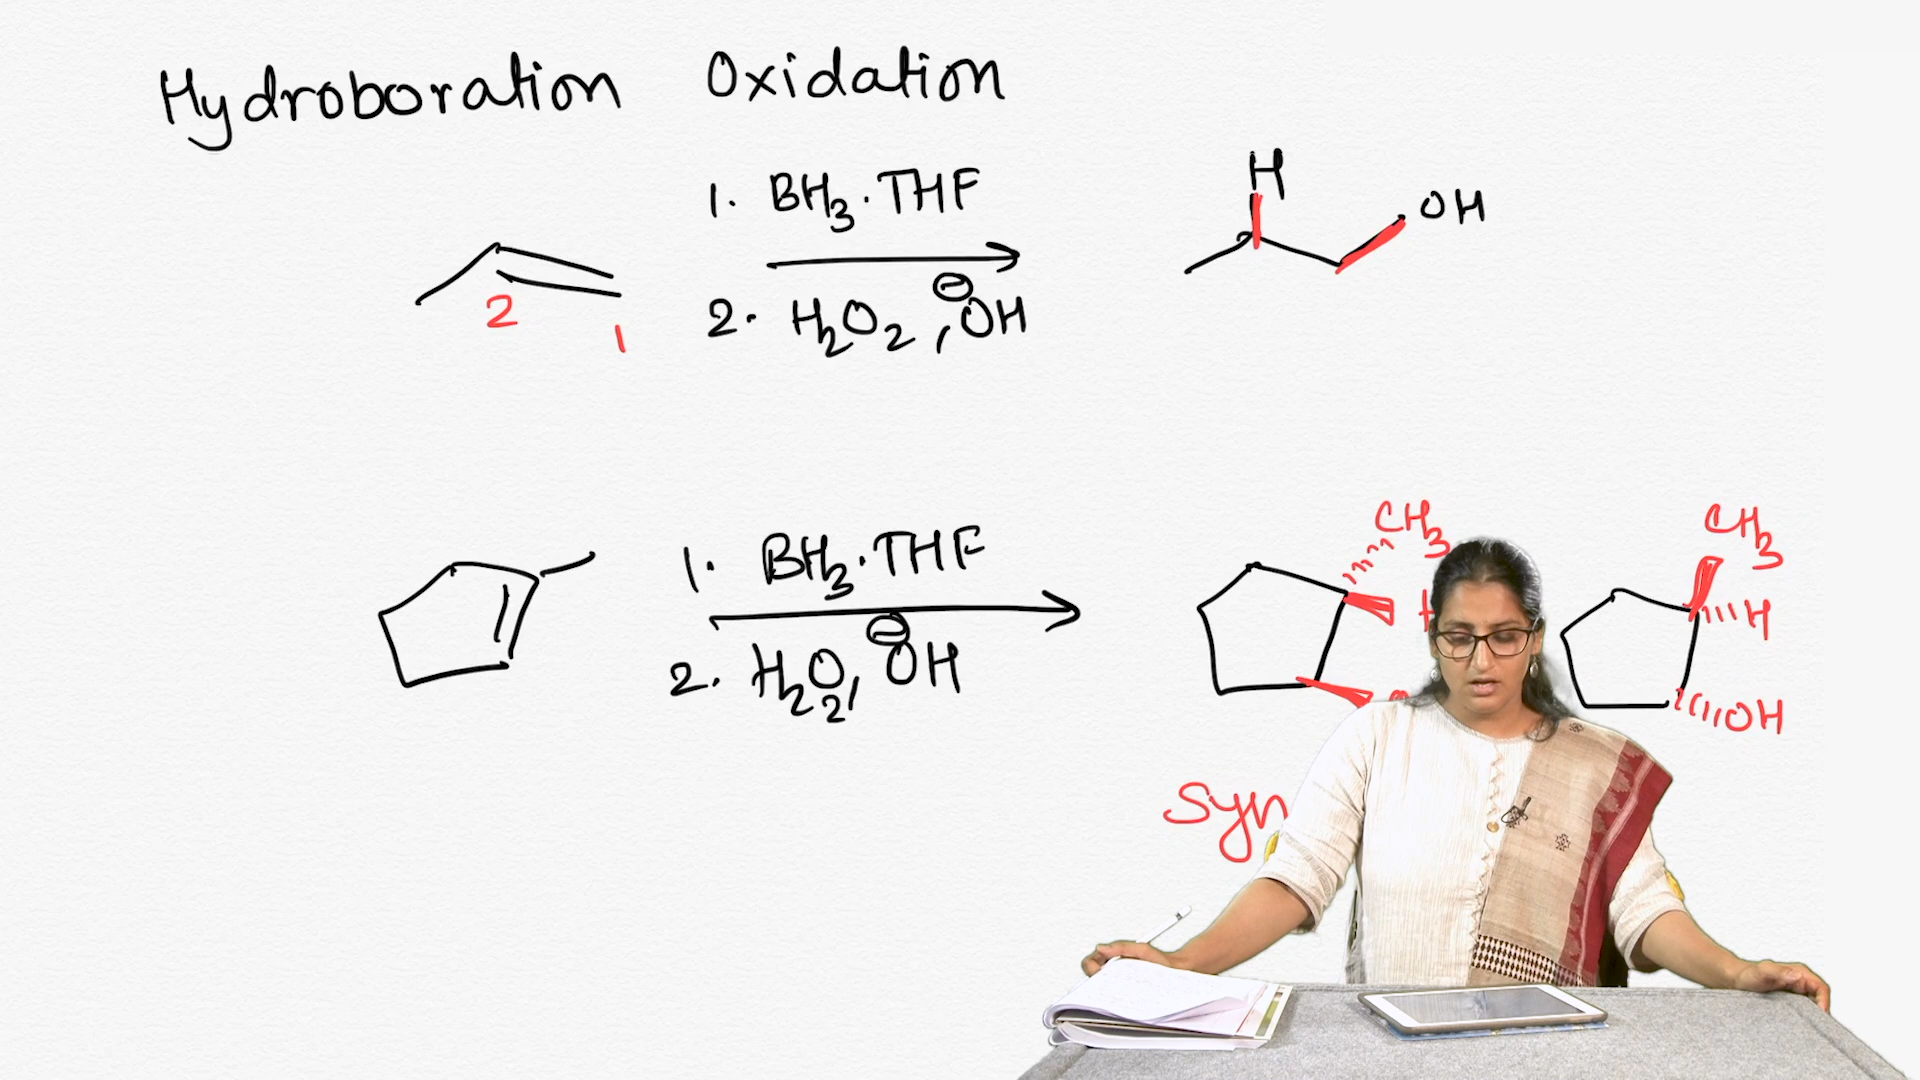 Hydroboration Oxidation
1. BH₃·THF
2. H₂O₂, ⊖OH
2
1
H
OH
1. BH₃·THF
2. H₂O₂, ⊖OH
CH₃
CH₃
H
OH
Syn